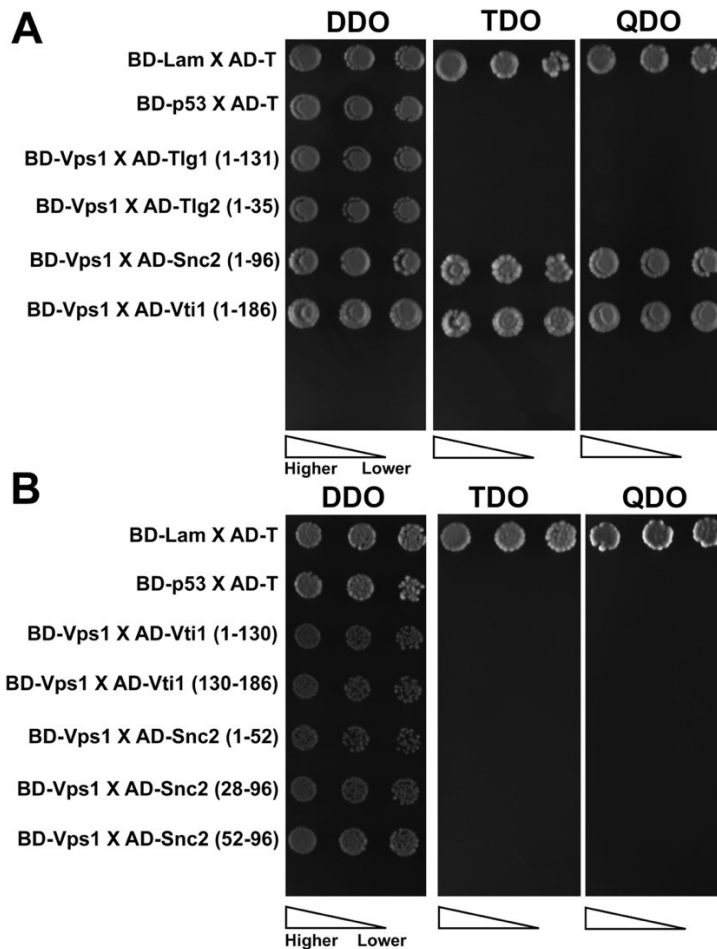 A
DDO TDO QDO
BD-Lam X AD-T
BD-p53 X AD-T
BD-Vps1 X AD-Tlg1 (1-131)
BD-Vps1 X AD-Tlg2 (1-35)
BD-Vps1 X AD-Snc2 (1-96)
BD-Vps1 X AD-Vti1 (1-186)
Higher Lower
B
DDO TDO QDO
BD-Lam X AD-T
BD-p53 X AD-T
BD-Vps1 X AD-Vti1 (1-130)
BD-Vps1 X AD-Vti1 (130-186)
BD-Vps1 X AD-Snc2 (1-52)
BD-Vps1 X AD-Snc2 (28-96)
BD-Vps1 X AD-Snc2 (52-96)
Higher Lower